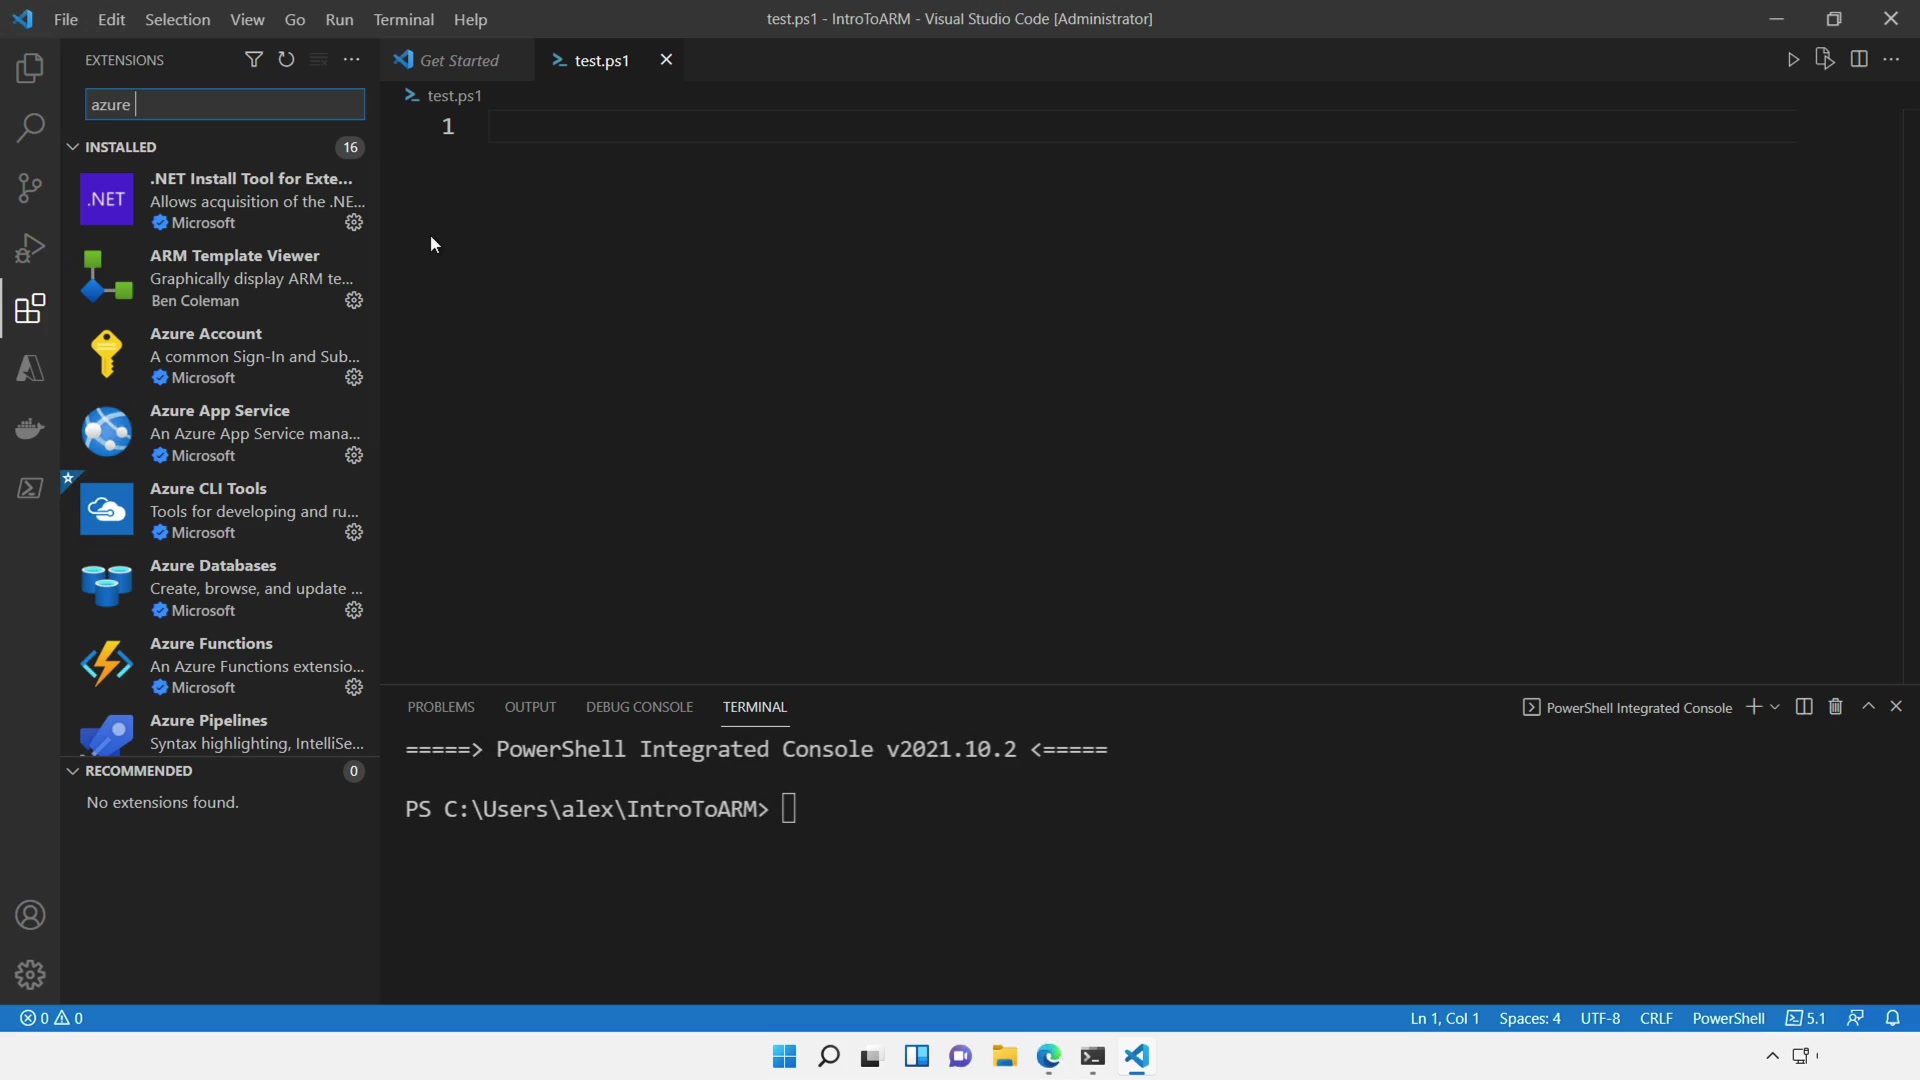 File Edit Selection View Go Run Terminal Help
test.ps1 - IntroToARM - Visual Studio Code [Administrator]
EXTENSIONS
Get Started
test.ps1
azure
test.ps1
1
INSTALLED
16
.NET
.NET Install Tool for Exte...
Allows acquisition of the .NE...
Microsoft
ARM Template Viewer
Graphically display ARM te...
Ben Coleman
Azure Account
A common Sign-In and Sub...
Microsoft
Azure App Service
An Azure App Service mana...
Microsoft
Azure CLI Tools
Tools for developing and ru...
Microsoft
Azure Databases
Create, browse, and update ...
Microsoft
Azure Functions
An Azure Functions extensio...
Microsoft
Azure Pipelines
Syntax highlighting, IntelliSe...
RECOMMENDED
0
No extensions found.
PROBLEMS OUTPUT DEBUG CONSOLE TERMINAL
PowerShell Integrated Console
=====> PowerShell Integrated Console v2021.10.2 <=====
PS C:\Users\alex\IntroToARM>
0 0
Ln 1, Col 1 Spaces: 4 UTF-8 CRLF PowerShell 5.1